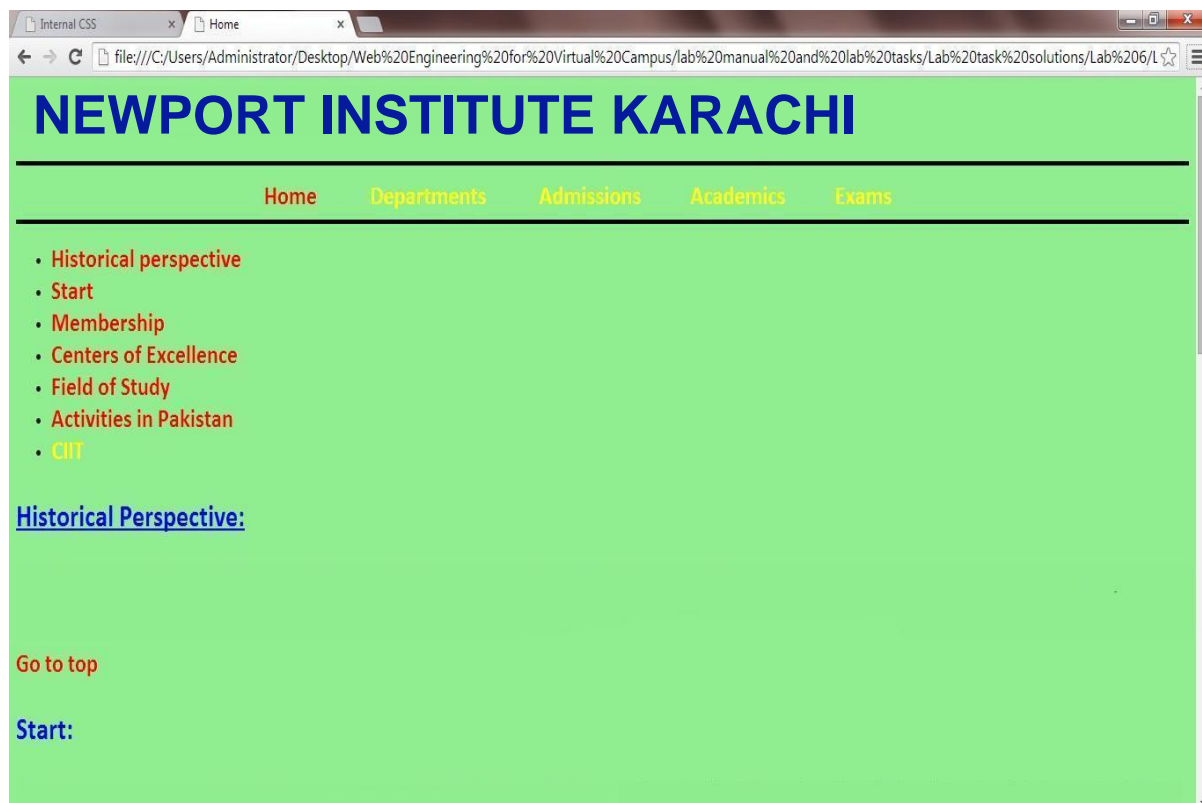 Internal CSS
Home
file:///C:/Users/Administrator/Desktop/Web%20Engineering%20for%20Virtual%20Campus/lab%20manual%20and%20lab%20tasks/Lab%20task%20solutions/Lab%206/L
NEWPORT INSTITUTE KARACHI
Home Departments Admissions Academics Exams
• Historical perspective
• Start
• Membership
• Centers of Excellence
• Field of Study
• Activities in Pakistan
• CIIT
Historical Perspective:
Go to top
Start: